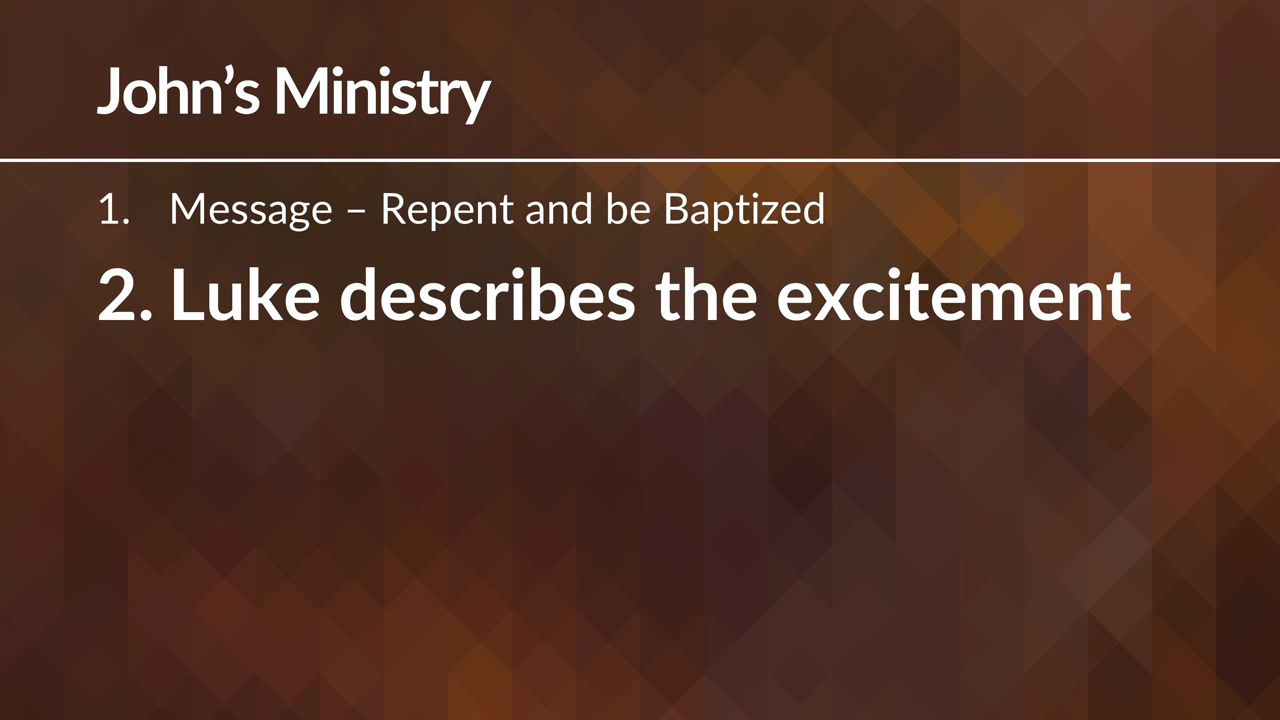 John’s Ministry
1. Message – Repent and be Baptized
2. Luke describes the excitement